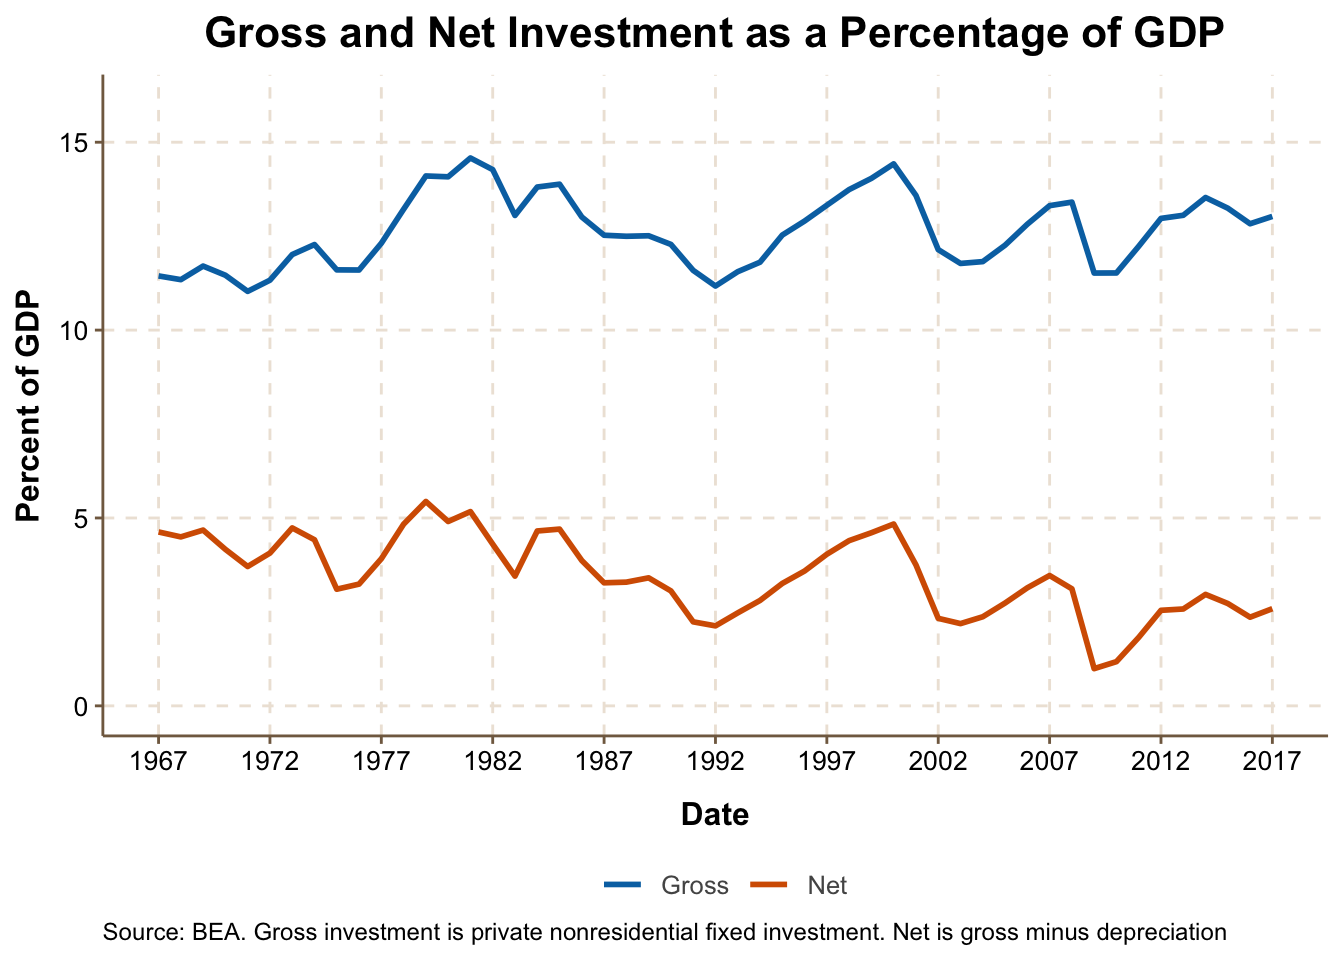 Gross and Net Investment as a Percentage of GDP
Percent of GDP
15
10
5
0
1967 1972 1977 1982 1987 1992 1997 2002 2007 2012 2017
Date
Gross Net
Source: BEA. Gross investment is private nonresidential fixed investment. Net is gross minus depreciation